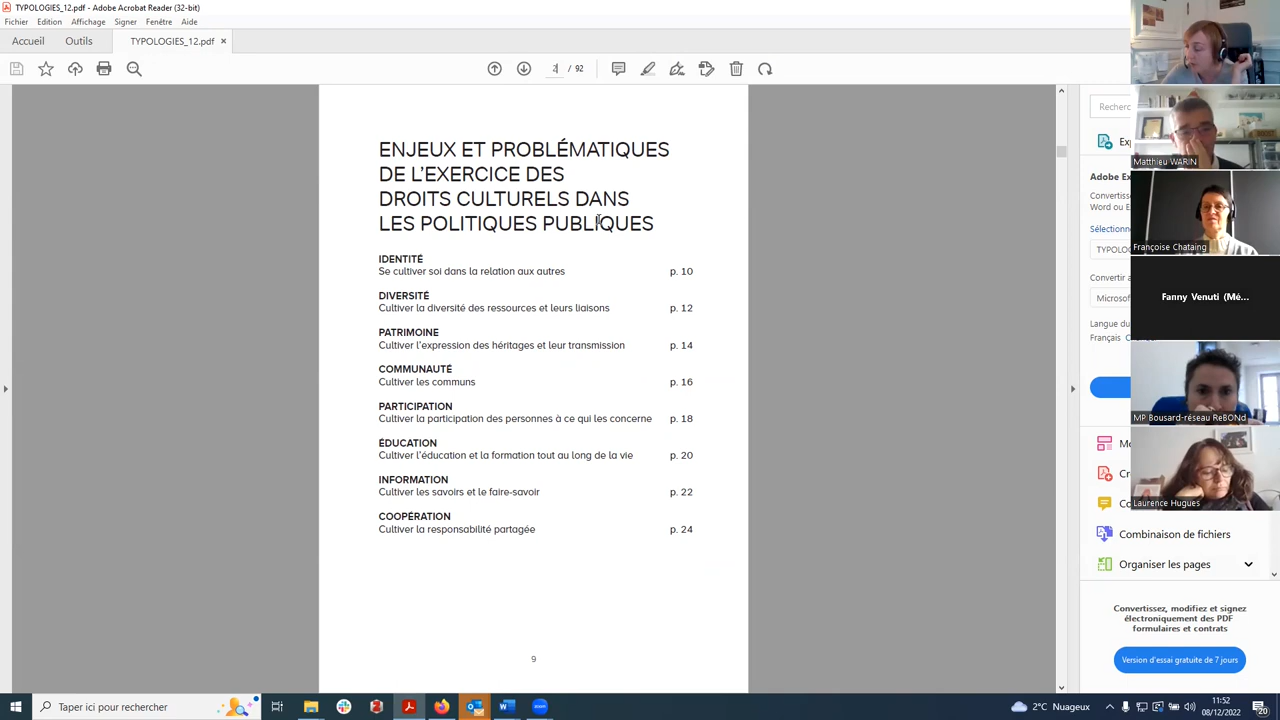 TYPOLOGIES_12.pdf - Adobe Acrobat Reader (32-bit)
Fichier Edition Affichage Signer Fenêtre Aide
Accueil Outils TYPOLOGIES_12.pdf ×
2 / 92
ENJEUX ET PROBLÉMATIQUES
DE L'EXERCICE DES
DROITS CULTURELS DANS
LES POLITIQUES PUBLIQUES
IDENTITÉ
Se cultiver soi dans la relation aux autres p. 10
DIVERSITÉ
Cultiver la diversité des ressources et leurs liaisons p. 12
PATRIMOINE
Cultiver l'expression des héritages et leur transmission p. 14
COMMUNAUTÉ
Cultiver les communs p. 16
PARTICIPATION
Cultiver la participation des personnes à ce qui les concerne p. 18
ÉDUCATION
Cultiver l'éducation et la formation tout au long de la vie p. 20
INFORMATION
Cultiver les savoirs et le faire-savoir p. 22
COOPÉRATION
Cultiver la responsabilité partagée p. 24
9
Matthieu WARIN
Françoise Chataing
Fanny Venuti (Mé...
MP Bousard-réseau ReBONd
Laurence Hugues
Combinaison de fichiers
Organiser les pages
Convertissez, modifiez et signez
électroniquement des PDF
formulaires et contrats
Version d'essai gratuite de 7 jours
Taper ici pour rechercher
2°C Nuageux
11:52
08/12/2022
20